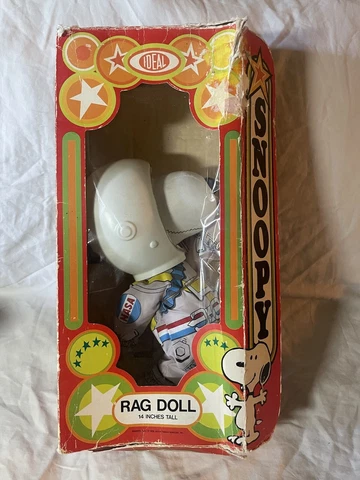 IDEAL
SNOOPY
NASA
RAG DOLL
14 INCHES TALL